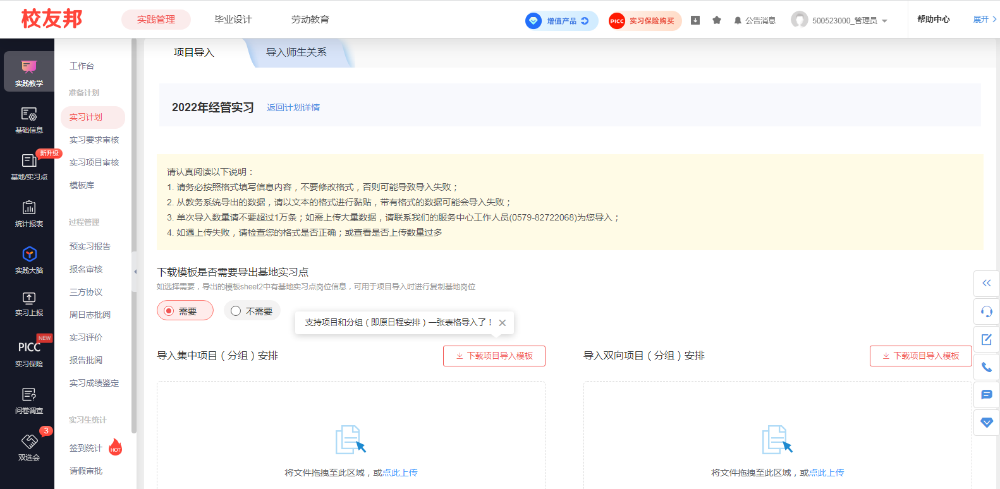 校友邦
实践管理
毕业设计
劳动教育
增值产品
PICC 实习保险购买
公告消息
500523000_管理员
帮助中心
展开
实践教学
基础信息
新升级
基地/实习点
统计报表
实践大脑
实习上报
NEW
PICC
实习保险
问卷调查
3
双选会
工作台
准备计划
实习计划
实习要求审核
实习项目审核
模板库
过程管理
预实习报告
报名审核
三方协议
周日志批阅
实习评价
报告批阅
实习成绩鉴定
实习生统计
签到统计
HOT
请假审批
项目导入
导入师生关系
2022年经管实习
返回计划详情
请认真阅读以下说明：
1. 请务必按照格式填写信息内容，不要修改格式，否则可能导致导入失败；
2. 从教务系统导出的数据，请以文本的格式进行黏贴，带有格式的数据可能会导入失败；
3. 单次导入数量请不要超过1万条；如需上传大量数据，请联系我们的服务中心工作人员(0579-82722068)为您导入；
4. 如遇上传失败，请检查您的格式是否正确；或查看是否上传数量过多
下载模板是否需要导出基地实习点
如选择需要，导出的模板sheet2中有基地实习点岗位信息，可用于项目导入时进行复制基地岗位
需要
不需要
支持项目和分组（即原日程安排）一张表格导入了！
导入集中项目（分组）安排
下载项目导入模板
导入双向项目（分组）安排
下载项目导入模板
将文件拖拽至此区域，或点此上传
将文件拖拽至此区域，或点此上传